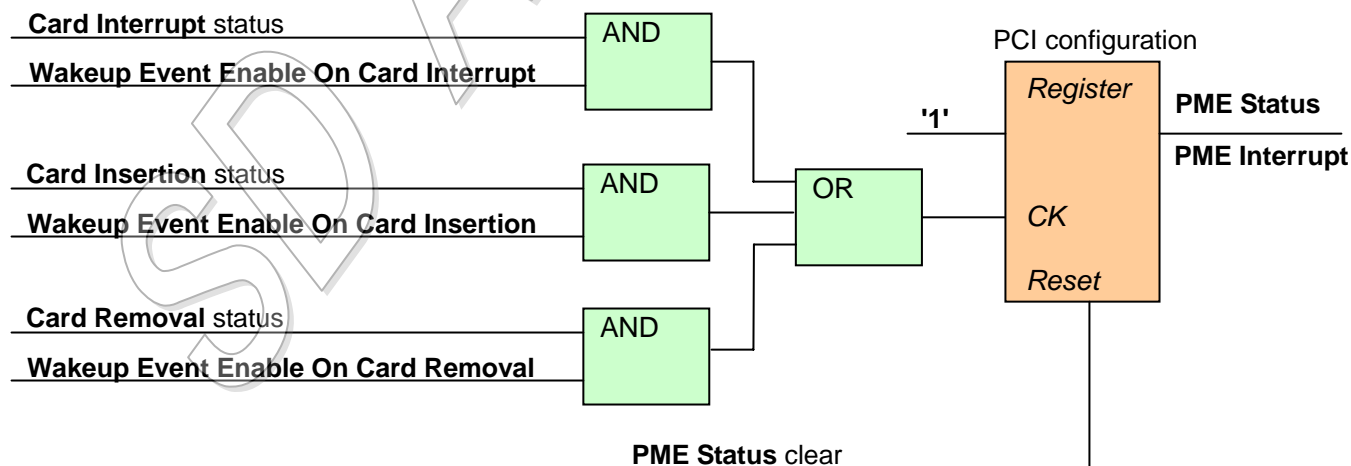 Card Interrupt status
AND
Wakeup Event Enable On Card Interrupt
PCI configuration
Register
'1'
PME Status
PME Interrupt
Card Insertion status
AND
Wakeup Event Enable On Card Insertion
OR
CK
Reset
Card Removal status
AND
Wakeup Event Enable On Card Removal
PME Status clear
SD A